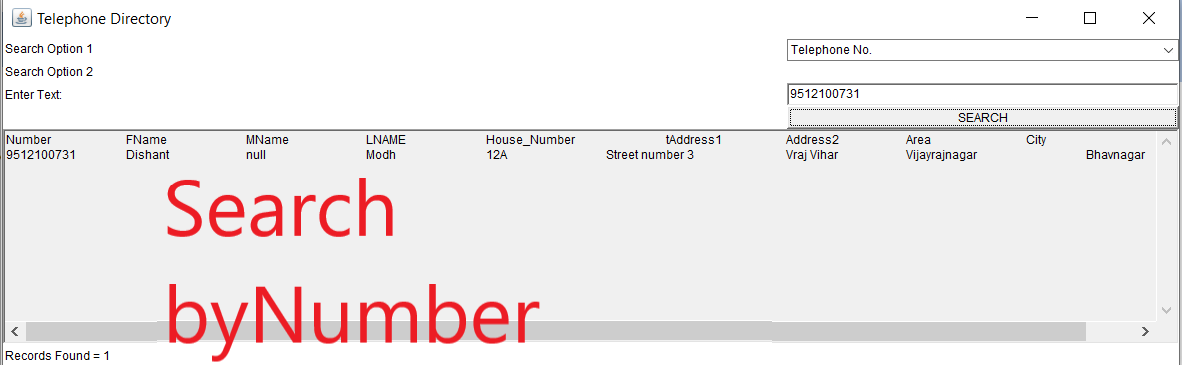 Telephone Directory
Search Option 1 Telephone No.
Search Option 2
Enter Text: 9512100731
SEARCH
Number FName MName LNAME House_Number tAddress1 Address2 Area City
9512100731 Dishant null Modh 12A Street number 3 Vraj Vihar Vijayrajnagar Bhavnagar
Search
byNumber
Records Found = 1